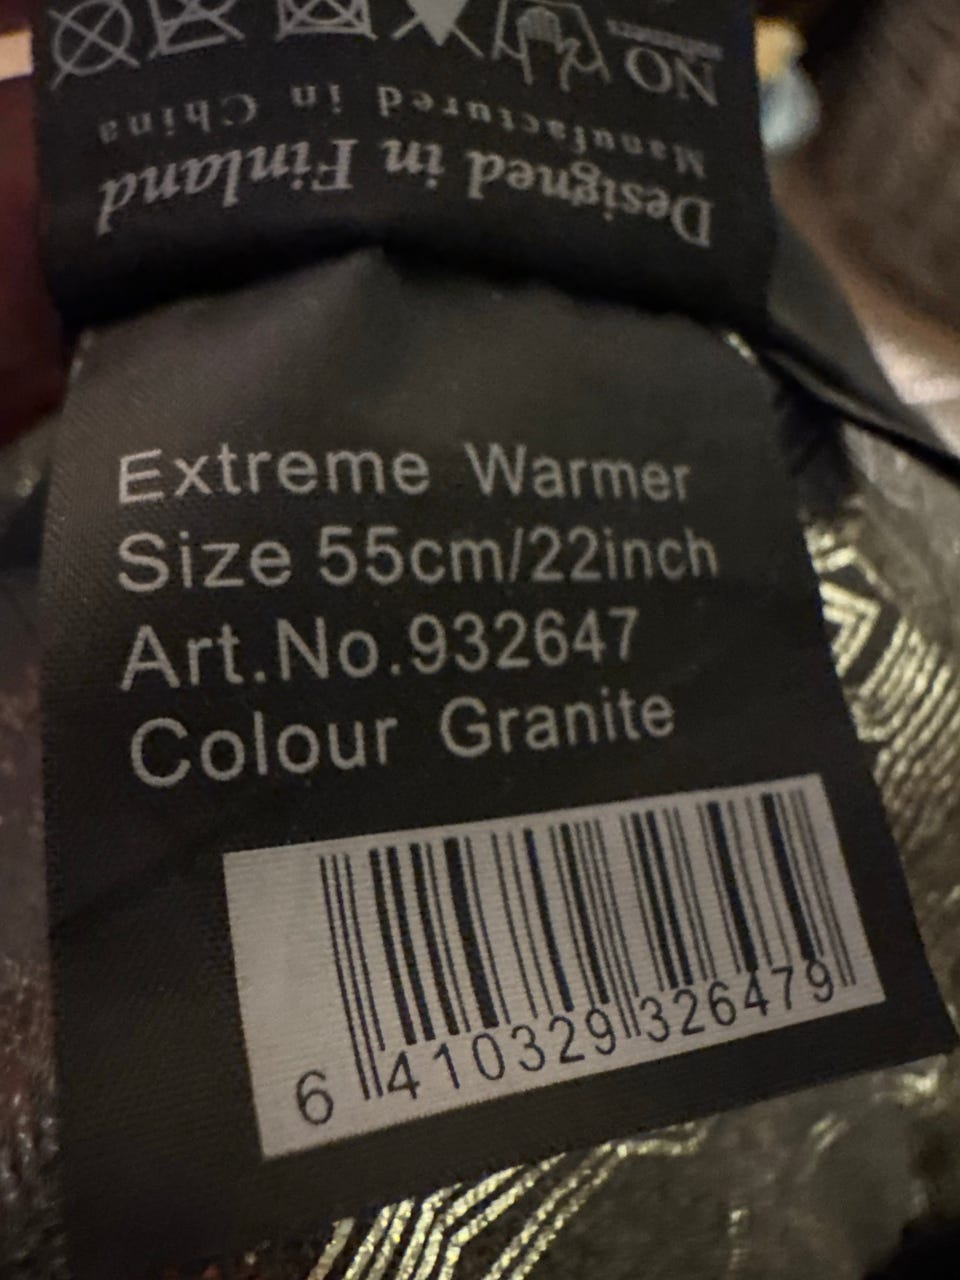 NO
softeners
Manufactured in China
Designed in Finland
Extreme Warmer
Size 55cm/22inch
Art.No.932647
Colour Granite
6 410329 326479